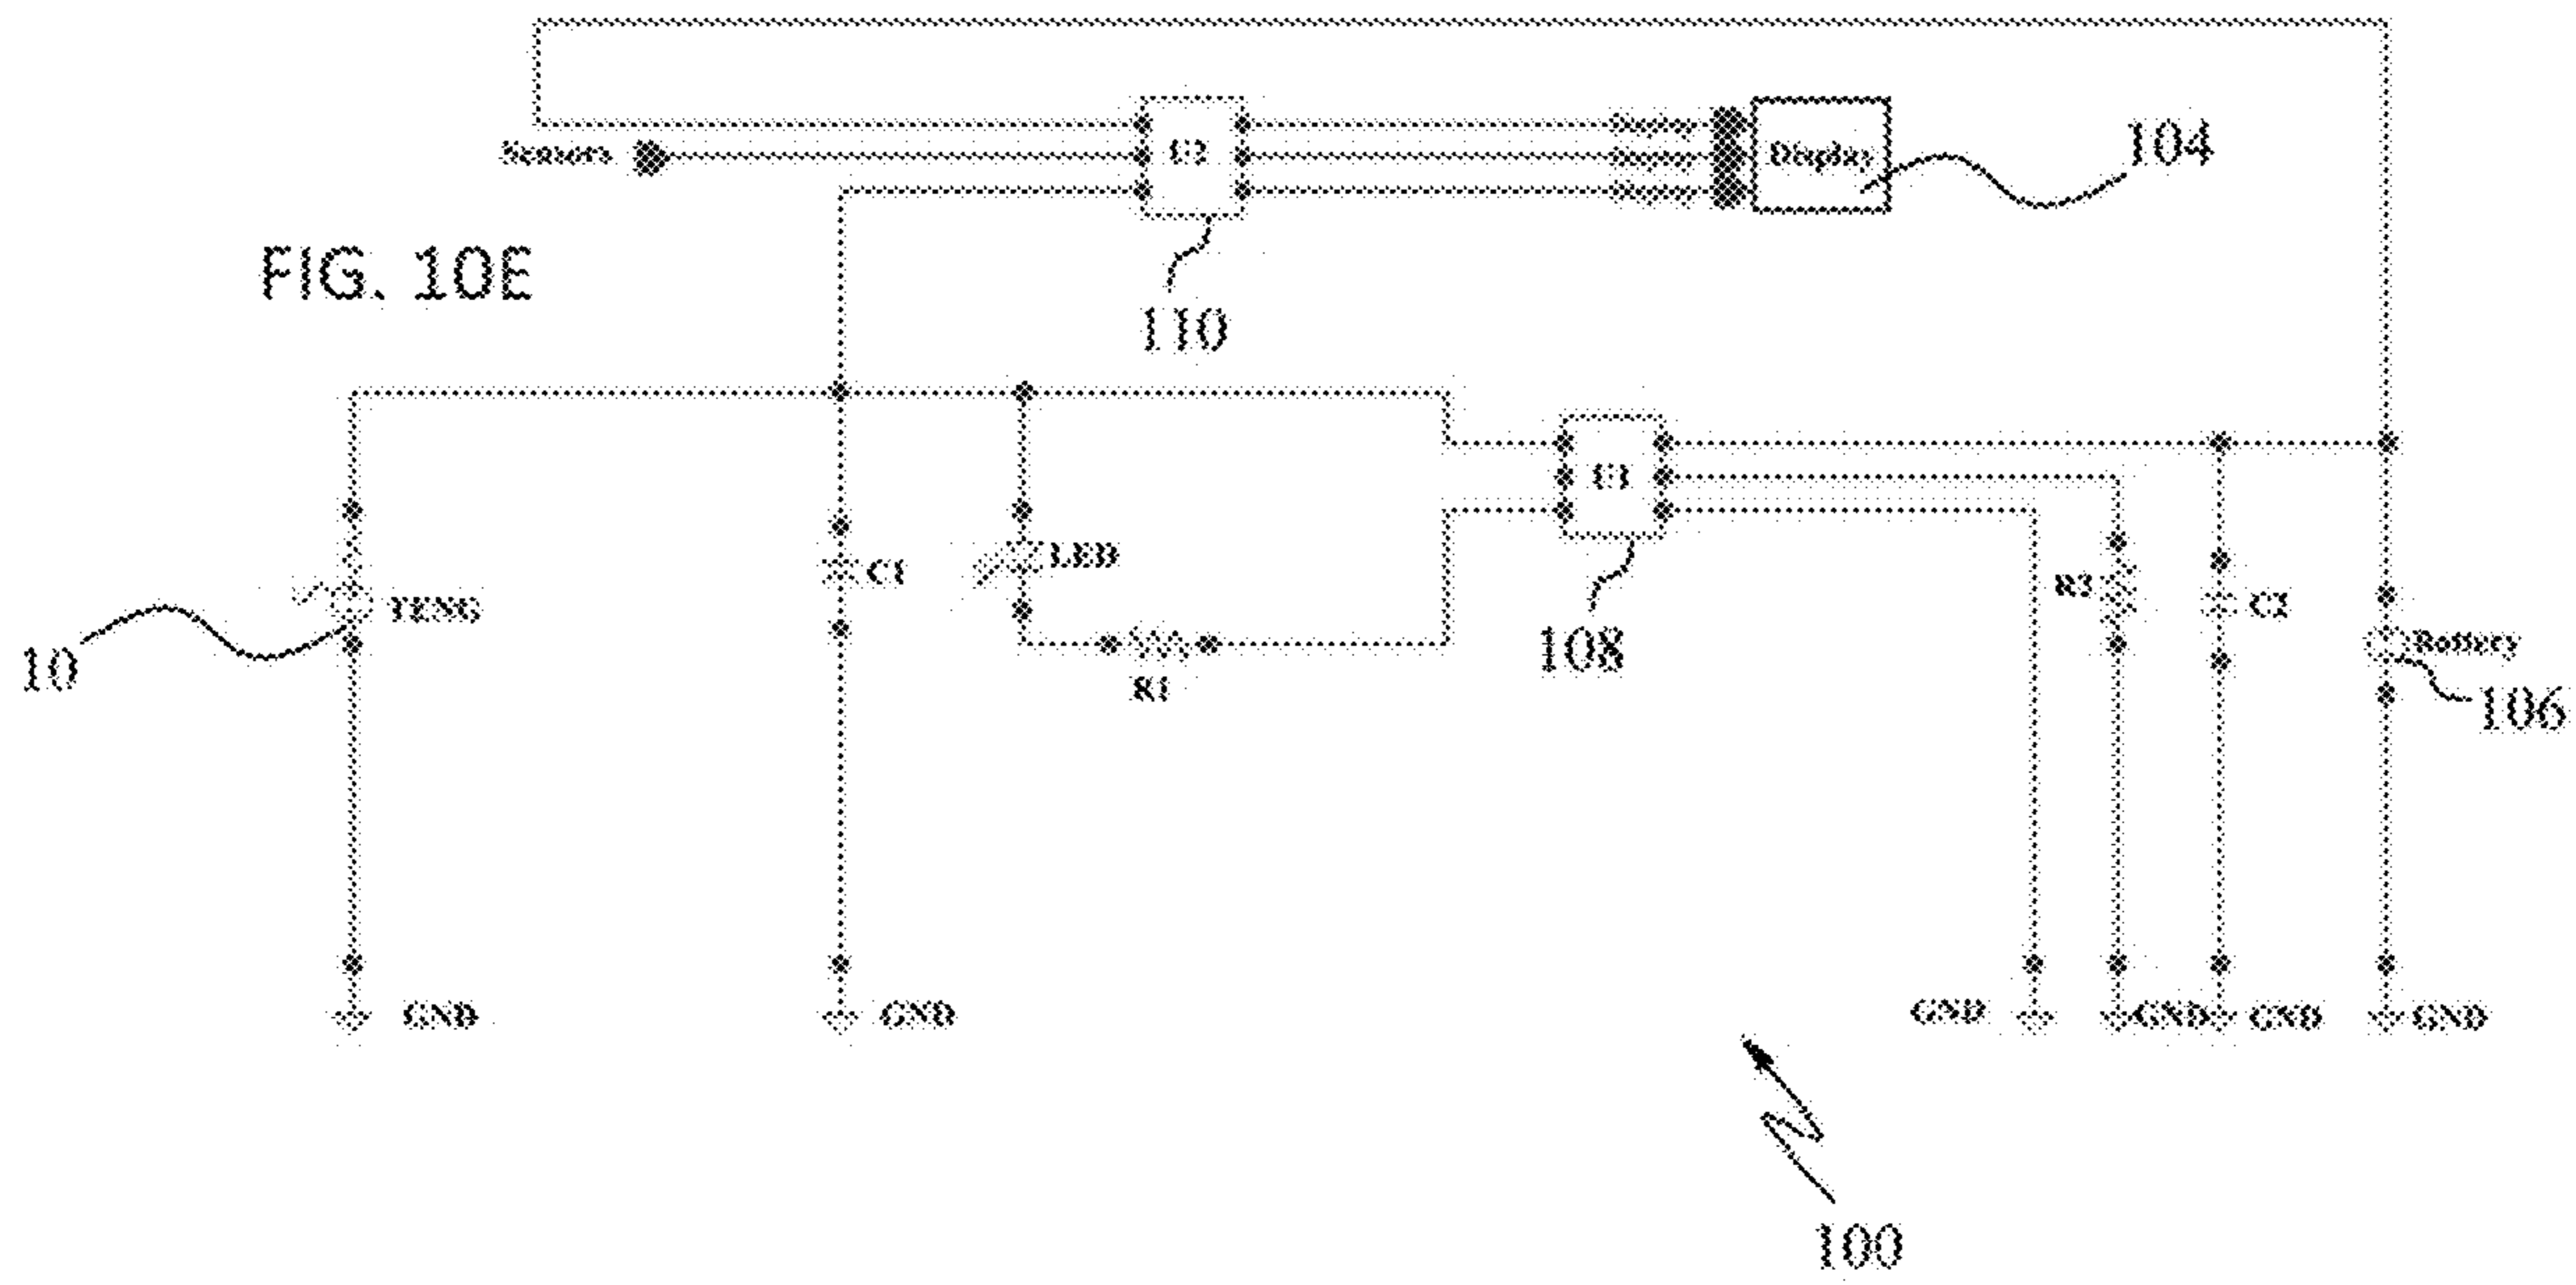 Sensors
U2
Display
104
FIG. 10E
110
U1
LED
C1
R3
C2
TENG
10
108
Battery
R1
106
GND
GND
GND
GND
GND
GND
100